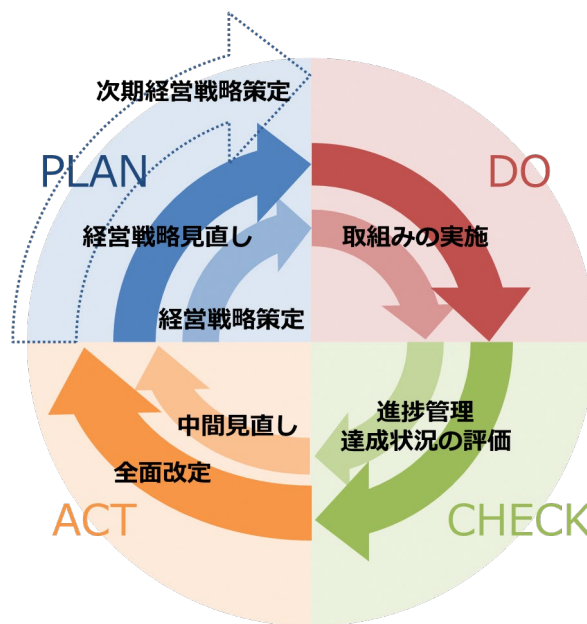 次期経営戦略策定
PLAN
DO
経営戦略見直し
取組みの実施
経営戦略策定
進捗管理
達成状況の評価
中間見直し
全面改定
ACT
CHECK